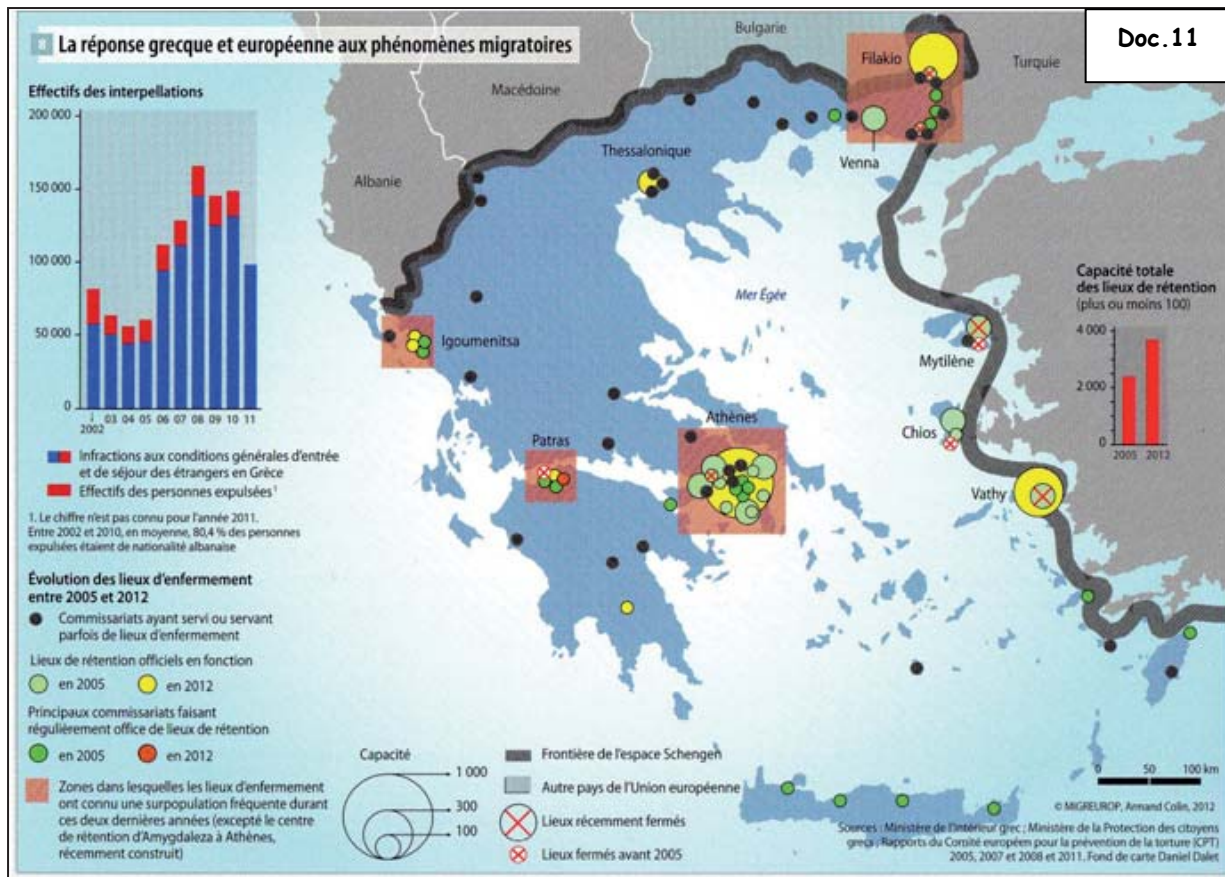 Doc.11
La réponse grecque et européenne aux phénomènes migratoires
Effectifs des interpellations
200 000
150 000
100 000
50 000
0
2002
03
04
05
06
07
08
09
10
11
Infractions aux conditions générales d'entrée
et de séjour des étrangers en Grèce
Effectifs des personnes expulsées¹
1. Le chiffre n'est pas connu pour l'année 2011.
Entre 2002 et 2010, en moyenne, 80,4 % des personnes
expulsées étaient de nationalité albanaise
Évolution des lieux d'enfermement
entre 2005 et 2012
Commissariats ayant servi ou servant
parfois de lieux d'enfermement
Lieux de rétention officiels en fonction
en 2005
en 2012
Principaux commissariats faisant
régulièrement office de lieux de rétention
en 2005
en 2012
Zones dans lesquelles les lieux d'enfermement
ont connu une surpopulation fréquente durant
ces deux dernières années (excepté le centre
de rétention d'Amygdaleza à Athènes,
récemment construit)
Bulgarie
Macédoine
Albanie
Turquie
Filakio
Venna
Thessalonique
Mer Égée
Igoumenitsa
Patras
Athènes
Mytilène
Chios
Vathy
Capacité totale
des lieux de rétention
(plus ou moins 100)
4 000
2 000
0
2005
2012
Capacité
1 000
300
100
Frontière de l'espace Schengen
Autre pays de l'Union européenne
Lieux récemment fermés
Lieux fermés avant 2005
0 50 100 km
© MIGREUROP, Armand Colin, 2012
Sources : Ministère de l'Intérieur grec ; Ministère de la Protection des citoyens
grecs ; Rapports du Comité européen pour la prévention de la torture (CPT)
2005, 2007 et 2008 et 2011. Fond de carte Daniel Dalet